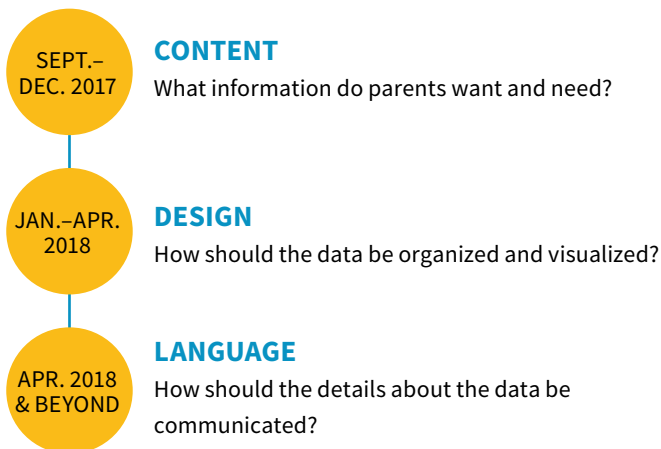 SEPT.–
DEC. 2017
CONTENT
What information do parents want and need?
JAN.–APR.
2018
DESIGN
How should the data be organized and visualized?
APR. 2018
& BEYOND
LANGUAGE
How should the details about the data be
communicated?